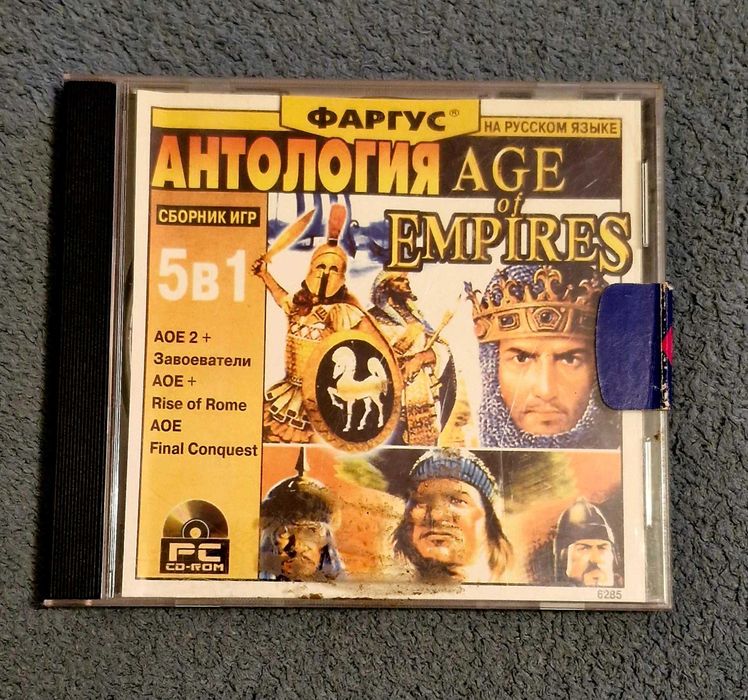 ФАРГУС®
НА РУССКОМ ЯЗЫКЕ
АНТОЛОГИЯ AGE
of
EMPIRES
СБОРНИК ИГР
5в1
AOE 2 +
Завоеватели
AOE +
Rise of Rome
AOE
Final Conquest
PC
CD-ROM
6285